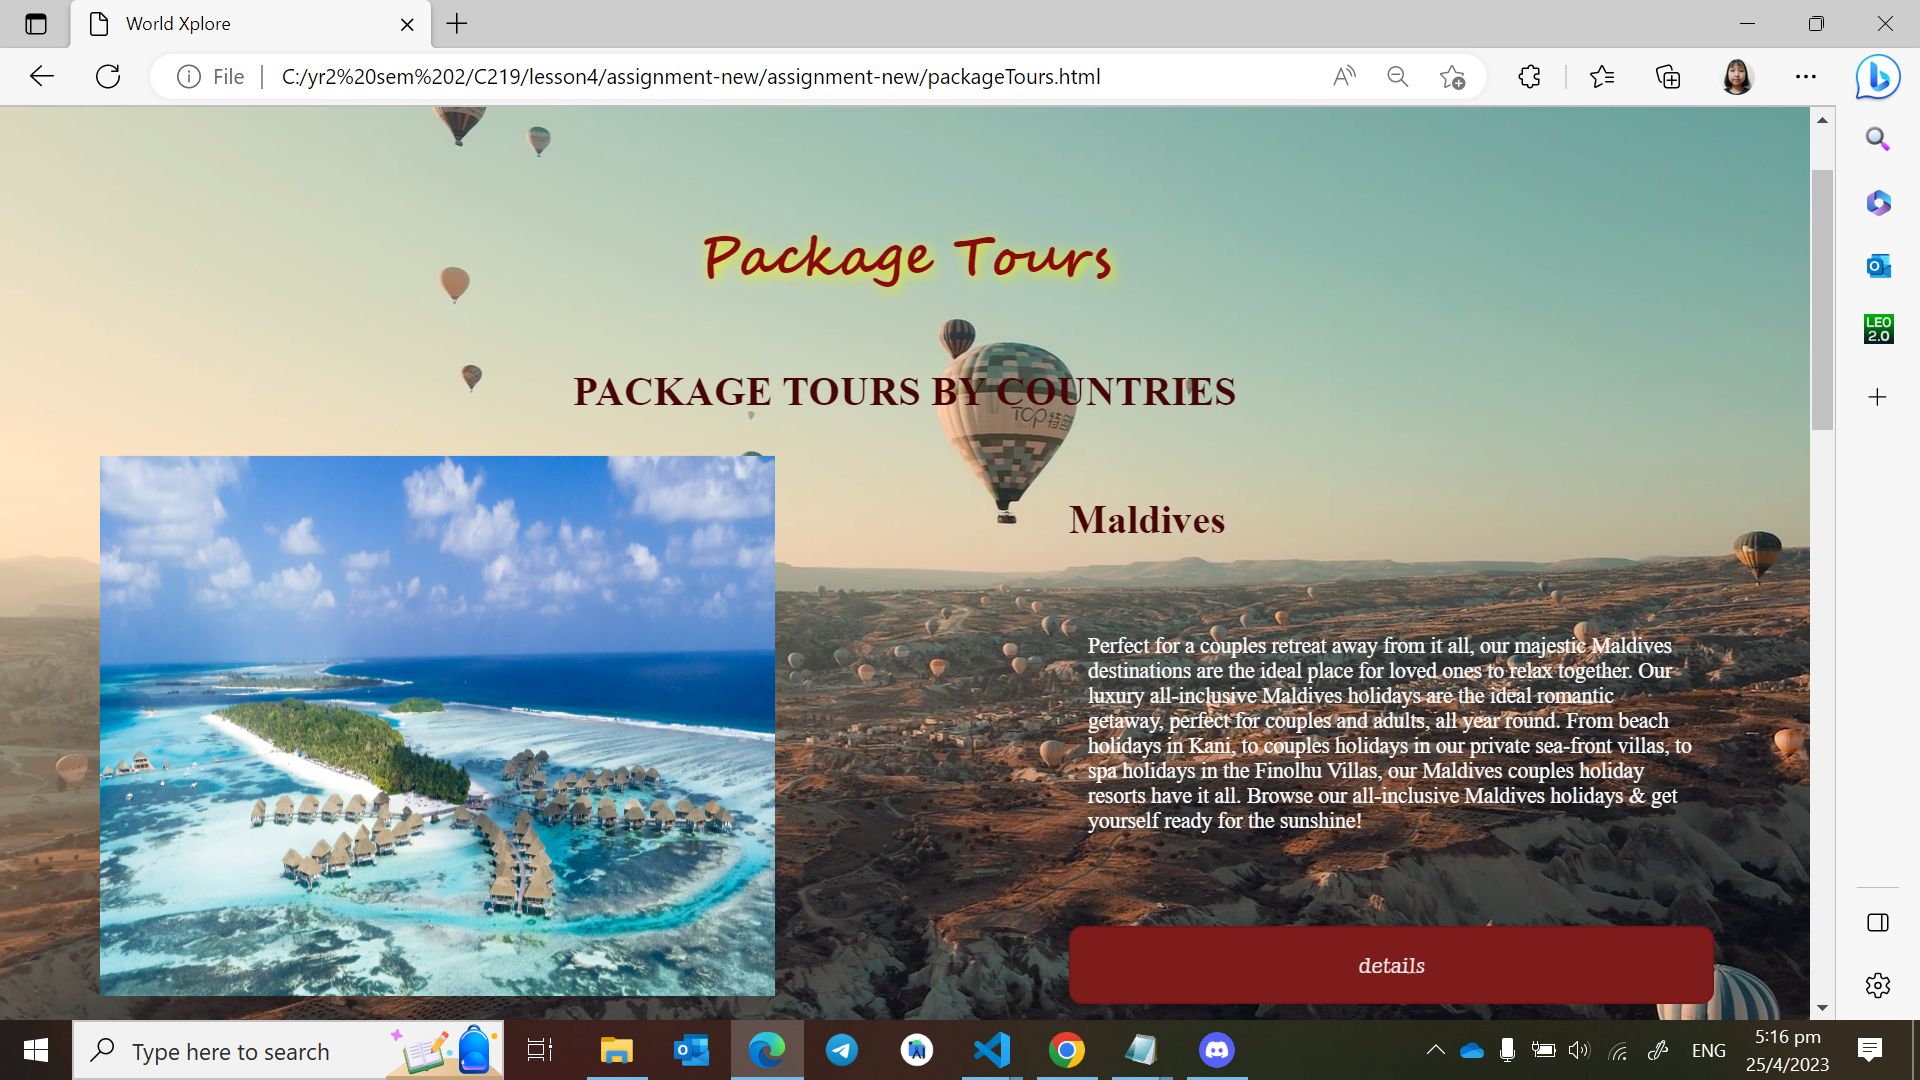 World Xplore
File
C:/yr2%20sem%202/C219/lesson4/assignment-new/assignment-new/packageTours.html
LEO
2.0
Package Tours
PACKAGE TOURS BY COUNTRIES
TOP特色
Maldives
Perfect for a couples retreat away from it all, our majestic Maldives
destinations are the ideal place for loved ones to relax together. Our
luxury all-inclusive Maldives holidays are the ideal romantic
getaway, perfect for couples and adults, all year round. From beach
holidays in Kani, to couples holidays in our private sea-front villas, to
spa holidays in the Finolhu Villas, our Maldives couples holiday
resorts have it all. Browse our all-inclusive Maldives holidays & get
yourself ready for the sunshine!
details
Type here to search
ENG
5:16 pm
25/4/2023